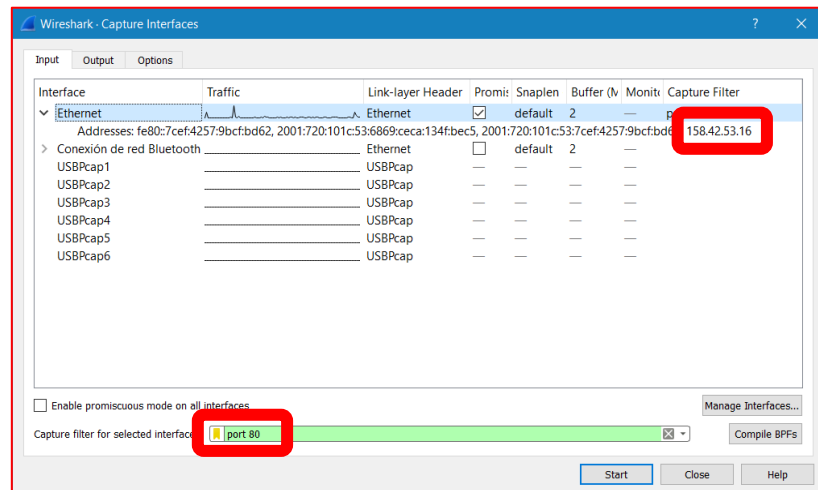 Wireshark · Capture Interfaces ? ✕
Input Output Options
Interface Traffic Link-layer Header Promis Snaplen Buffer (M Monito Capture Filter
Ethernet Ethernet default 2 — p
Addresses: fe80::7cef:4257:9bcf:bd62, 2001:720:101c:53:6869:ceca:134f:bec5, 2001:720:101c:53:7cef:4257:9bcf:bd6 158.42.53.16
Conexión de red Bluetooth Ethernet default 2 —
USBPcap1 USBPcap — — — —
USBPcap2 USBPcap — — — —
USBPcap3 USBPcap — — — —
USBPcap4 USBPcap — — — —
USBPcap5 USBPcap — — — —
USBPcap6 USBPcap — — — —
Enable promiscuous mode on all interfaces Manage Interfaces...
Capture filter for selected interface port 80 Compile BPFs
Start Close Help